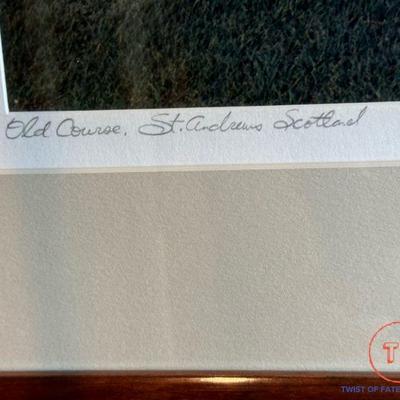 Old Course, St. Andrews Scotland
T
TWIST OF FATE